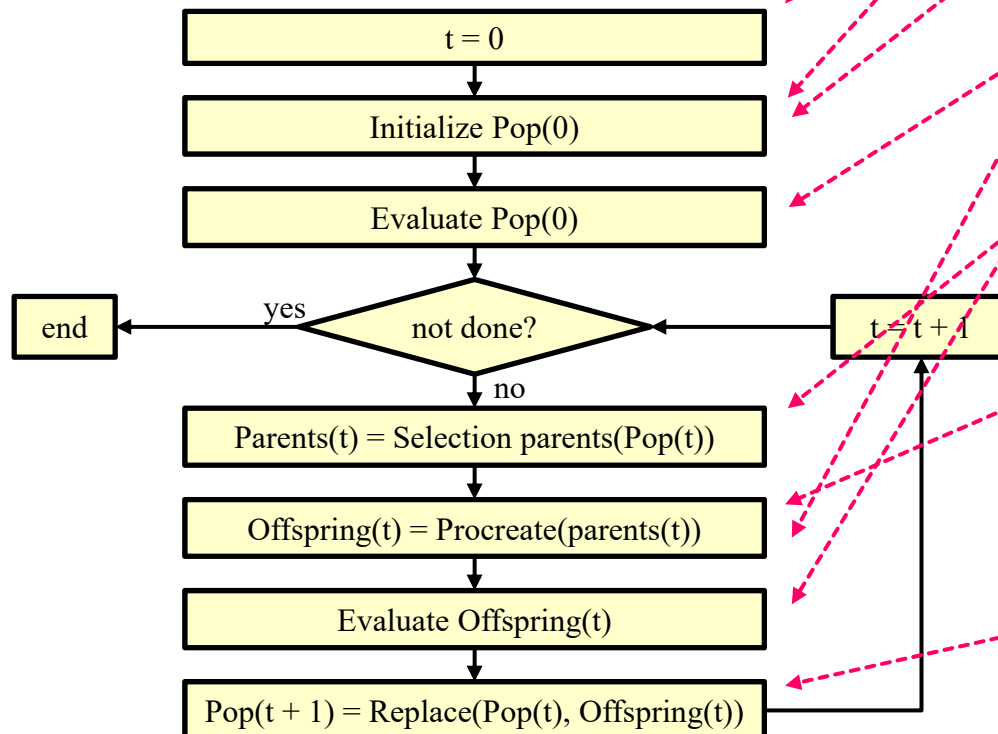 t = 0
Initialize Pop(0)
Evaluate Pop(0)
yes
end
not done?
t = t + 1
no
Parents(t) = Selection parents(Pop(t))
Offspring(t) = Procreate(parents(t))
Evaluate Offspring(t)
Pop(t + 1) = Replace(Pop(t), Offspring(t))